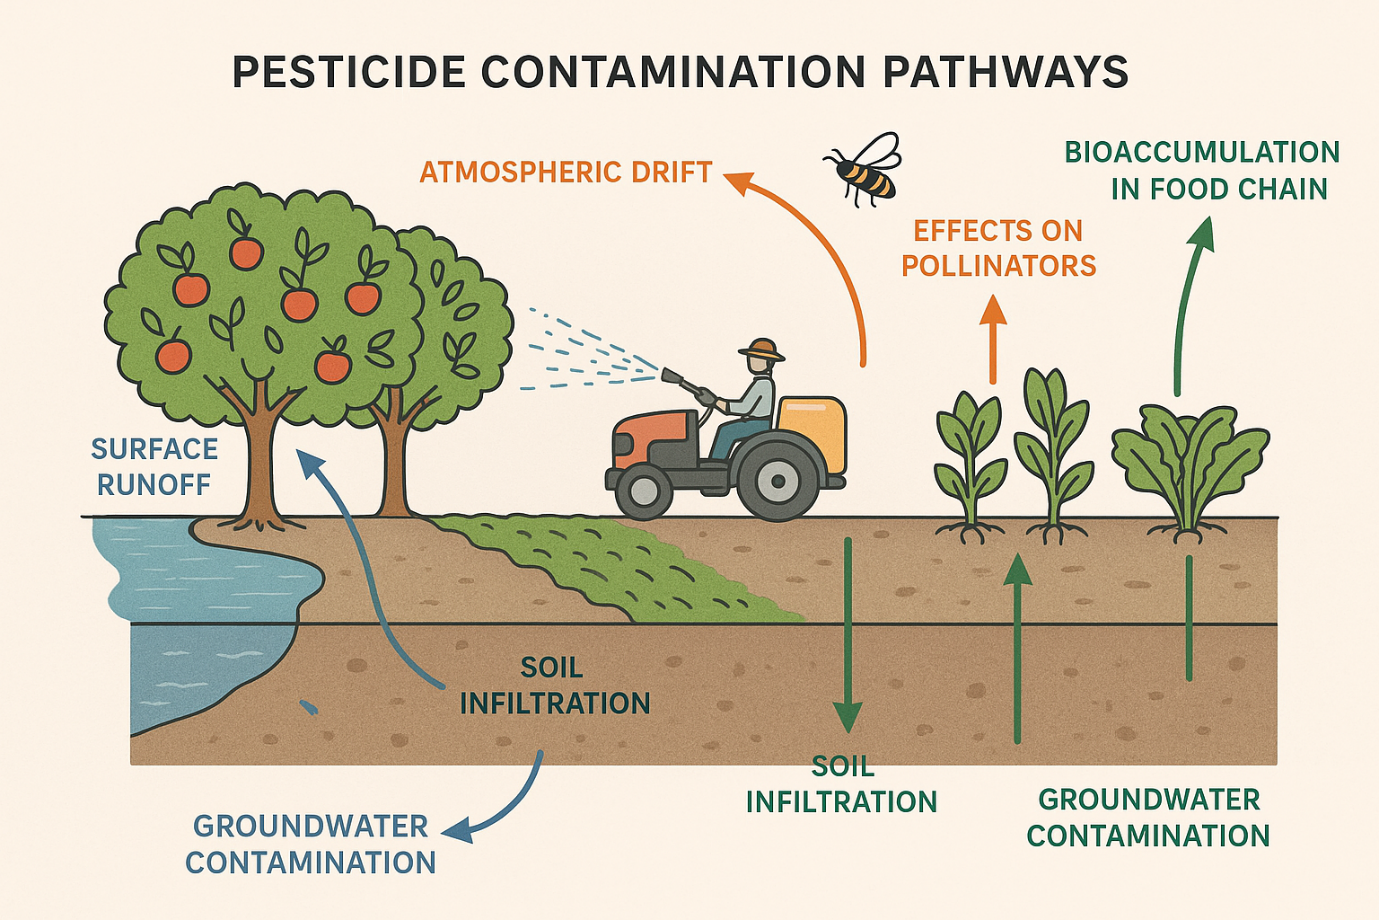 PESTICIDE CONTAMINATION PATHWAYS
ATMOSPHERIC DRIFT
BIOACCUMULATION
IN FOOD CHAIN
EFFECTS ON
POLLINATORS
SURFACE
RUNOFF
SOIL
INFILTRATION
SOIL
INFILTRATION
GROUNDWATER
CONTAMINATION
GROUNDWATER
CONTAMINATION